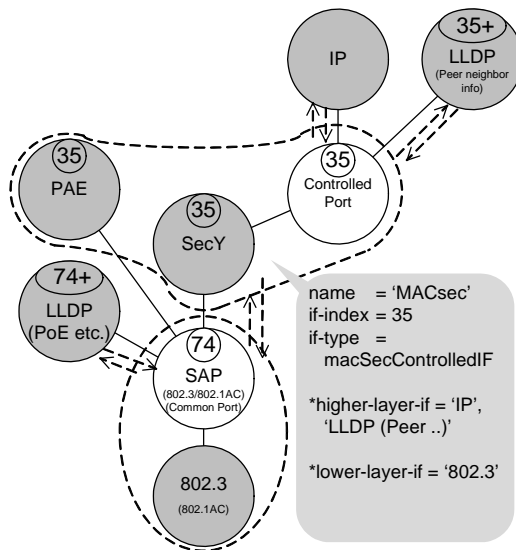 35+
IP
LLDP
(Peer neighbor
info)
35
PAE
35
Controlled
Port
35
SecY
74+
LLDP
(PoE etc.)
74
SAP
(802.3/802.1AC)
(Common Port)
802.3
(802.1AC)
name = ‘MACsec’
if-index = 35
if-type =
macSecControlledIF
*higher-layer-if = ‘IP’,
‘LLDP (Peer ..)’
*lower-layer-if = ‘802.3’